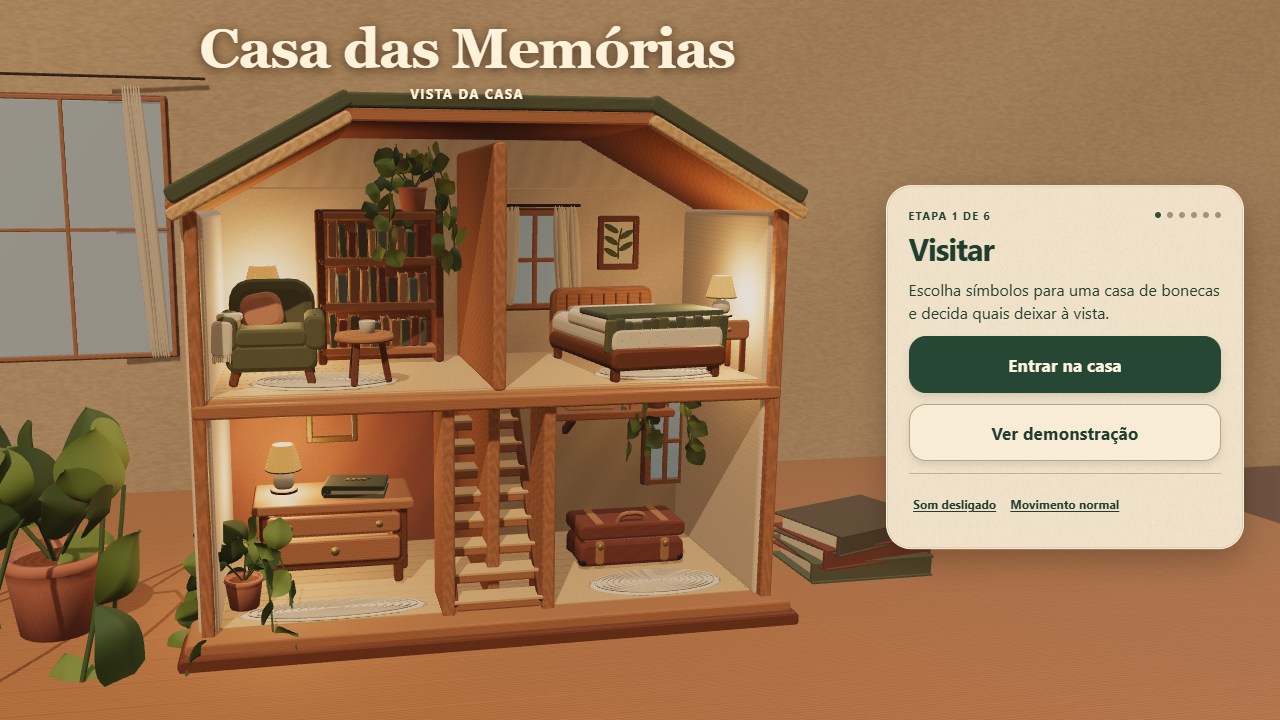 Casa das Memórias
VISTA DA CASA
ETAPA 1 DE 6
Visitar
Escolha símbolos para uma casa de bonecas
e decida quais deixar à vista.
Entrar na casa
Ver demonstração
Som desligado Movimento normal